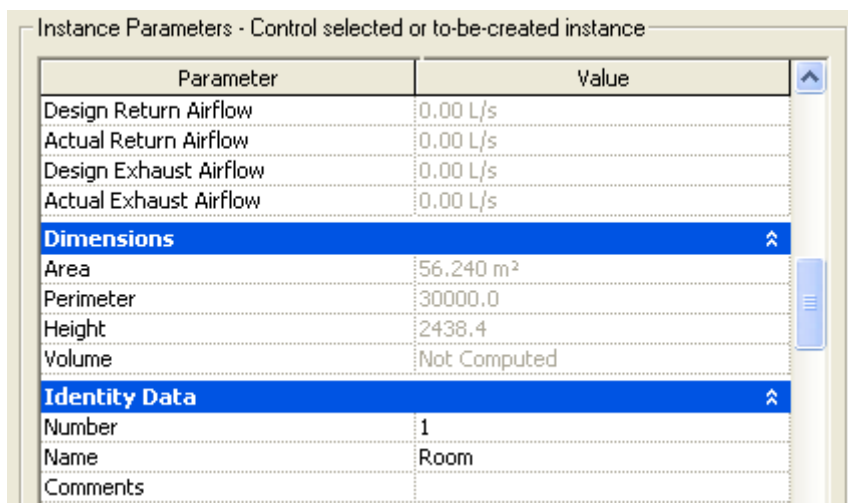 Instance Parameters - Control selected or to-be-created instance
Parameter Value
Design Return Airflow 0.00 L/s
Actual Return Airflow 0.00 L/s
Design Exhaust Airflow 0.00 L/s
Actual Exhaust Airflow 0.00 L/s
Dimensions
Area 56.240 m²
Perimeter 30000.0
Height 2438.4
Volume Not Computed
Identity Data
Number 1
Name Room
Comments